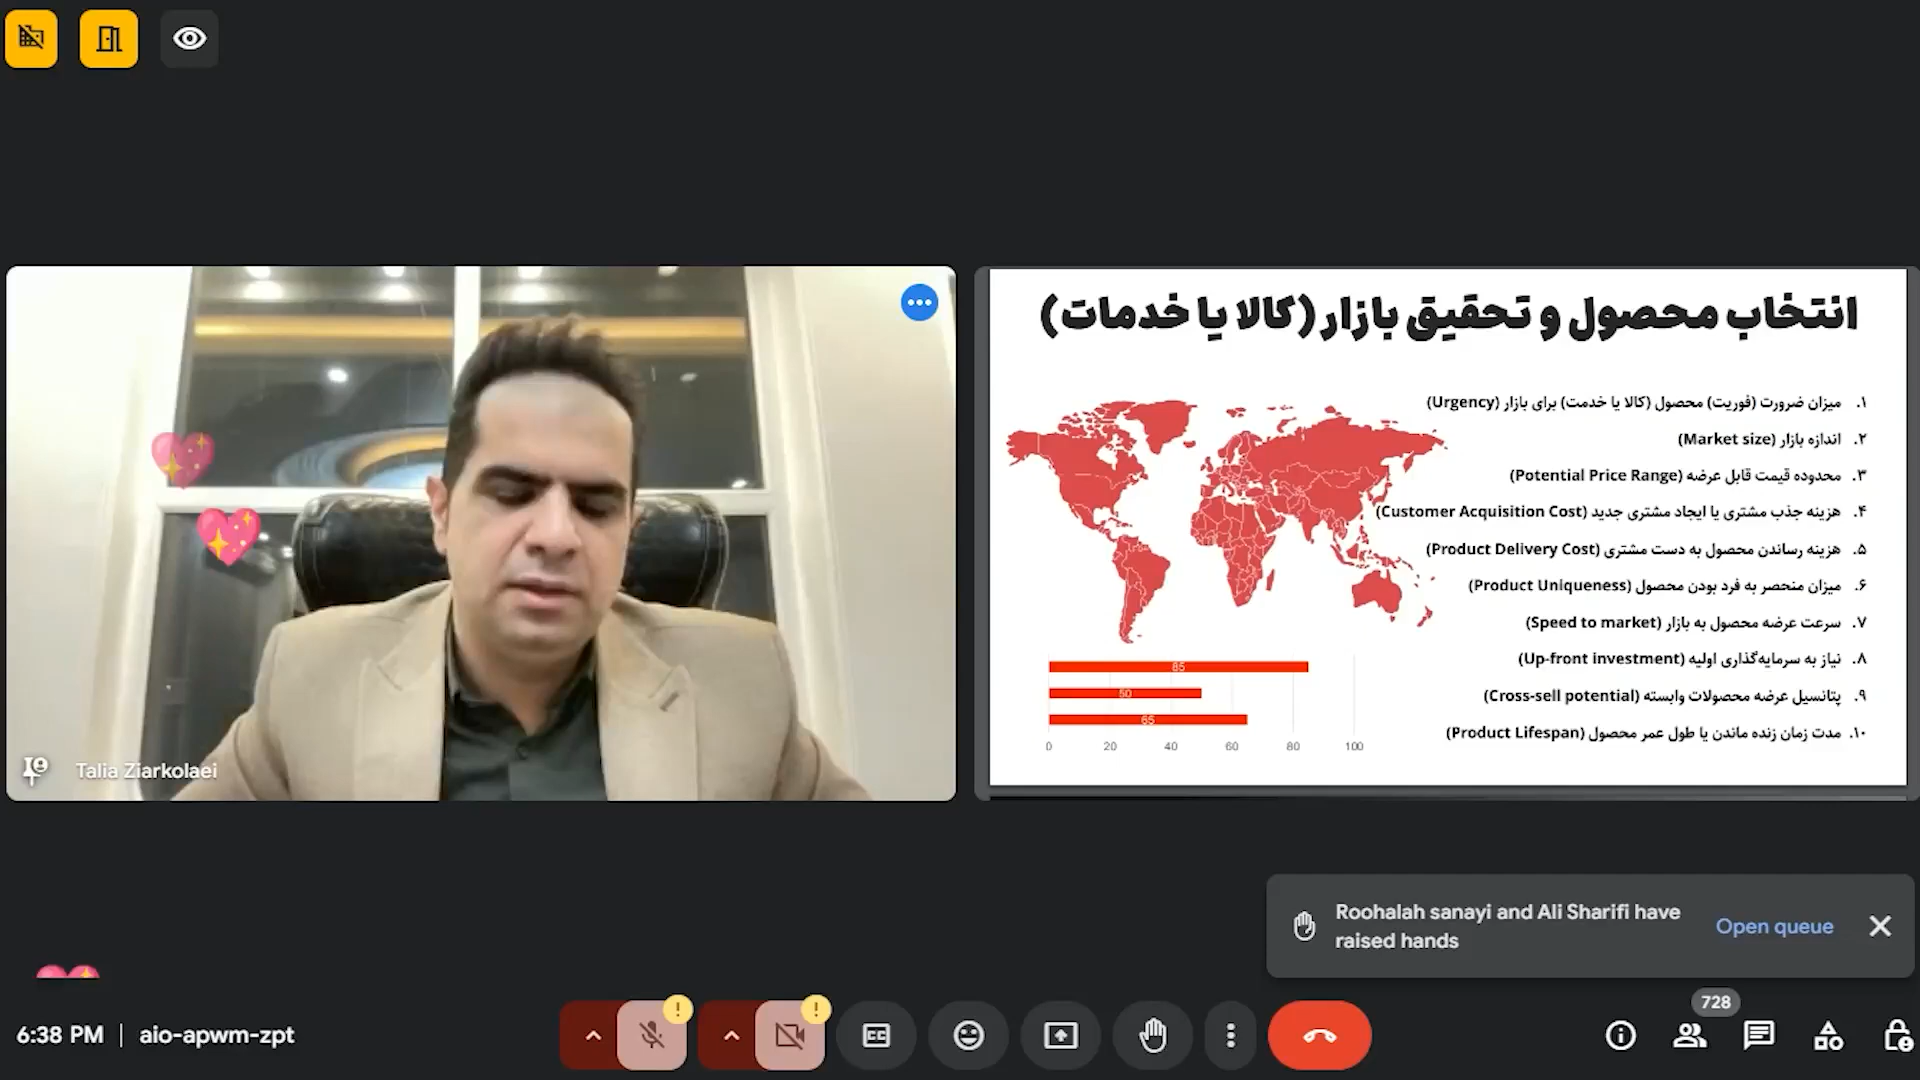 انتخاب محصول و تحقیق بازار (کالا یا خدمات)
۱. میزان ضرورت (فوریت) محصول (کالا یا خدمت) برای بازار (Urgency)
۲. اندازه بازار (Market size)
۳. محدوده قیمت قابل عرضه (Potential Price Range)
۴. هزینه جذب مشتری یا ایجاد مشتری جدید (Customer Acquisition Cost)
۵. هزینه رساندن محصول به دست مشتری (Product Delivery Cost)
۶. میزان منحصر به فرد بودن محصول (Product Uniqueness)
۷. سرعت عرضه محصول به بازار (Speed to market)
۸. نیاز به سرمایه‌گذاری اولیه (Up-front investment)
۹. پتانسیل عرضه محصولات وابسته (Cross-sell potential)
۱۰. مدت زمان زنده ماندن یا طول عمر محصول (Product Lifespan)
85
50
65
0 20 40 60 80 100
Talia Ziarkolaei
Roohalah sanayi and Ali Sharifi have
raised hands
Open queue
728
6:38 PM | aio-apwm-zpt
CC